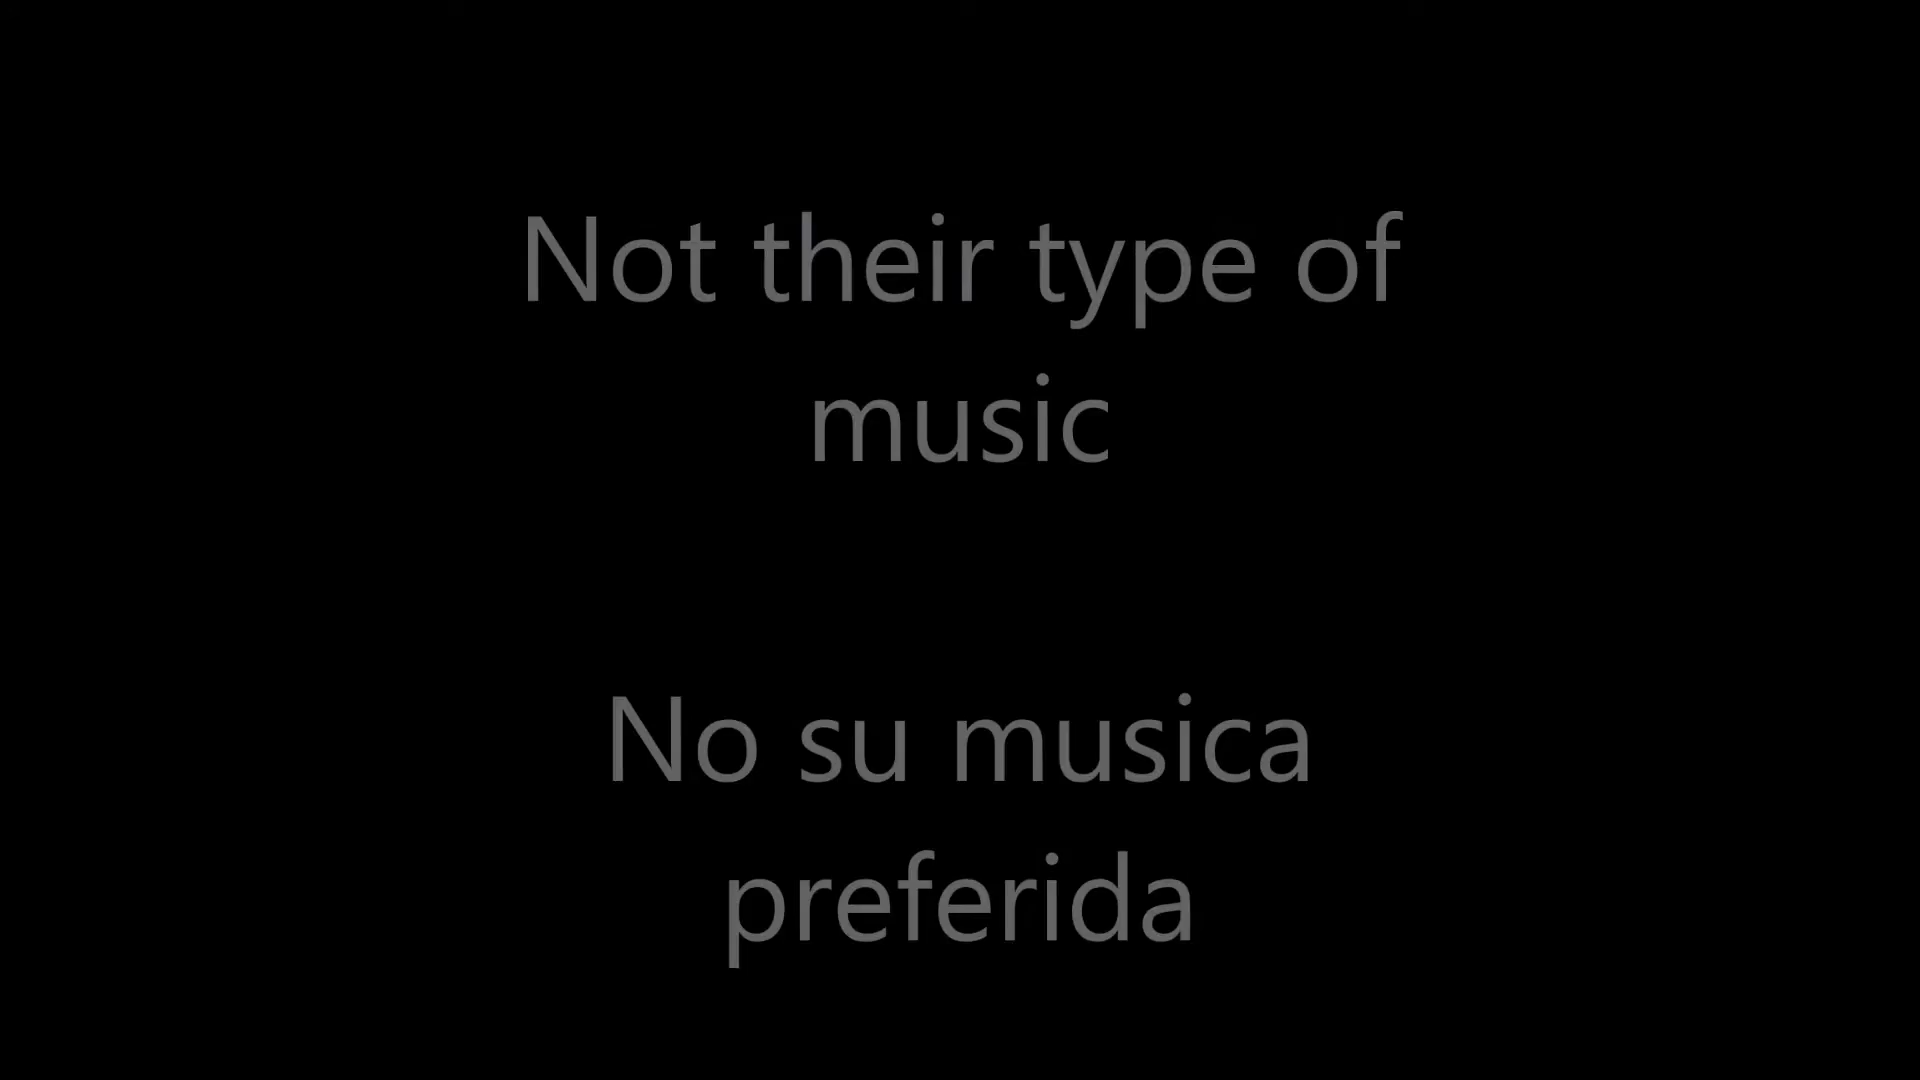 Not their type of
music
No su musica
preferida